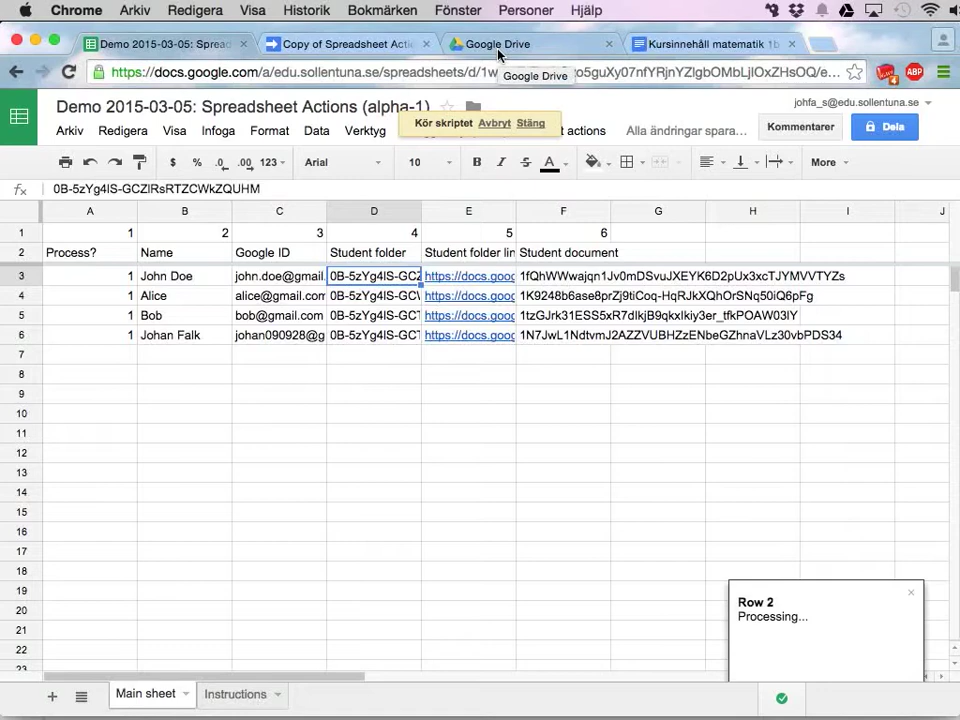 Chrome Arkiv Redigera Visa Historik Bokmärken Fönster Personer Hjälp
Demo 2015-03-05: Spread × Copy of Spreadsheet Acti × Google Drive × Kursinnehåll matematik 1b ×
https://docs.google.com/a/edu.sollentuna.se/spreadsheets/d/1w
Google Drive
Demo 2015-03-05: Spreadsheet Actions (alpha-1)
johfa_s@edu.sollentuna.se
Kör skriptet Avbryt Stäng
Arkiv Redigera Visa Infoga Format Data Verktyg t actions Alla ändringar spara...
Kommentarer Dela
$ % .0 .00 123 Arial 10 B I S A More
fx 0B-5zYg4lS-GCZlRsRTZCWkZQUHM
A B C D E F G H I J
1 1 2 3 4 5 6
2 Process? Name Google ID Student folder Student folder lin Student document
3 1 John Doe john.doe@gmail. 0B-5zYg4lS-GCZ https://docs.goog 1fQhWWwajqn1Jv0mDSvuJXEYK6D2pUx3xcTJYMVVTYZs
4 1 Alice alice@gmail.com 0B-5zYg4lS-GC https://docs.goog 1K9248b6ase8prZj9tiCoq-HqRJkXQhOrSNq50iQ6pFg
5 1 Bob bob@gmail.com 0B-5zYg4lS-GC https://docs.goog 1tzGJrk31ESS5xR7dlkjB9qkxlkiy3er_tfkPOAW03lY
6 1 Johan Falk johan090928@g 0B-5zYg4lS-GC https://docs.goog 1N7JwL1NdtvmJ2AZZVUBHZzENbeGZhnaVLz30vbPDS34
7
8
9
10
11
12
13
14
15
16
17
18
19
20
21
22
23
Row 2 ×
Processing...
+ Main sheet Instructions